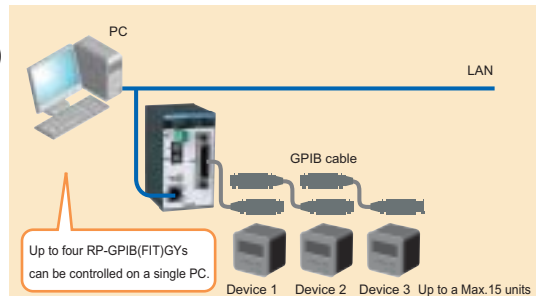 PC
LAN
GPIB cable
Up to four RP-GPIB(FIT)GYs
can be controlled on a single PC.
Device 1 Device 2 Device 3 Up to a Max.15 units